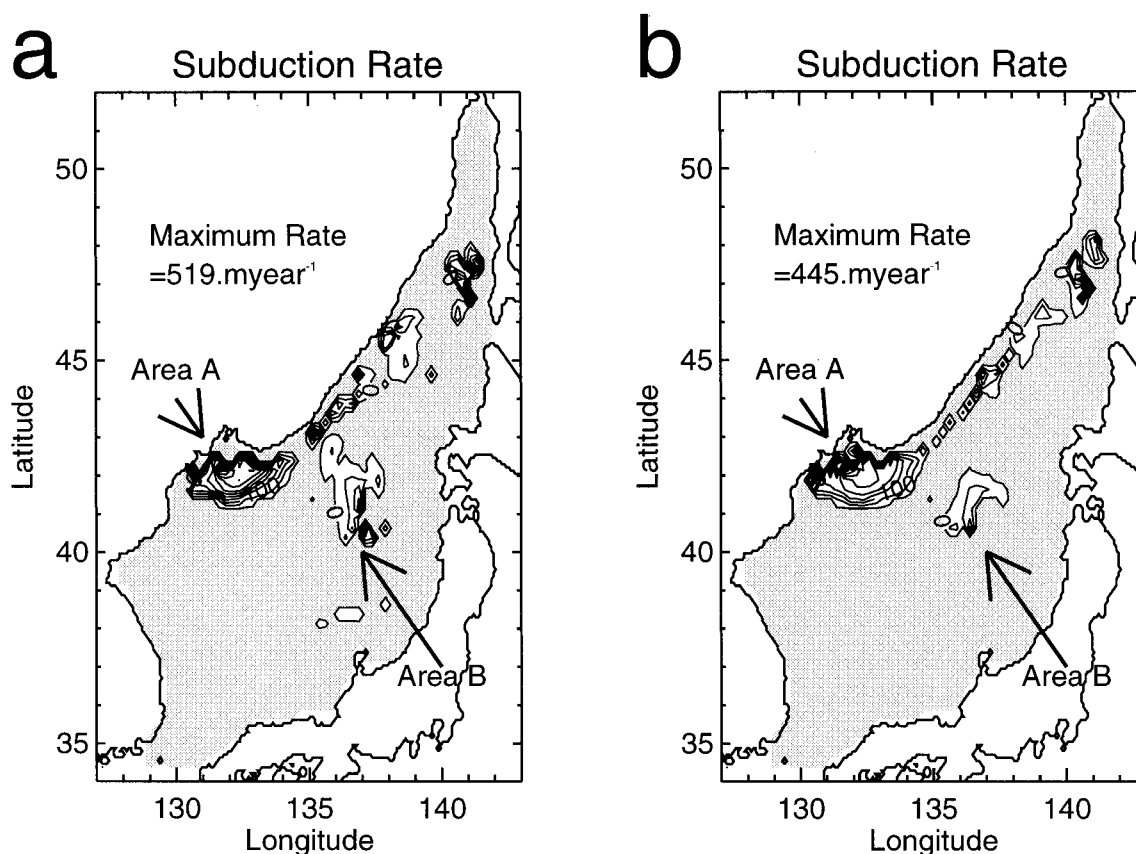 a
Subduction Rate
50
45
40
35
Latitude
Maximum Rate
=519.myear-1
Area A
Area B
130
135
140
Longitude
b
Subduction Rate
50
45
40
35
Latitude
Maximum Rate
=445.myear-1
Area A
Area B
130
135
140
Longitude